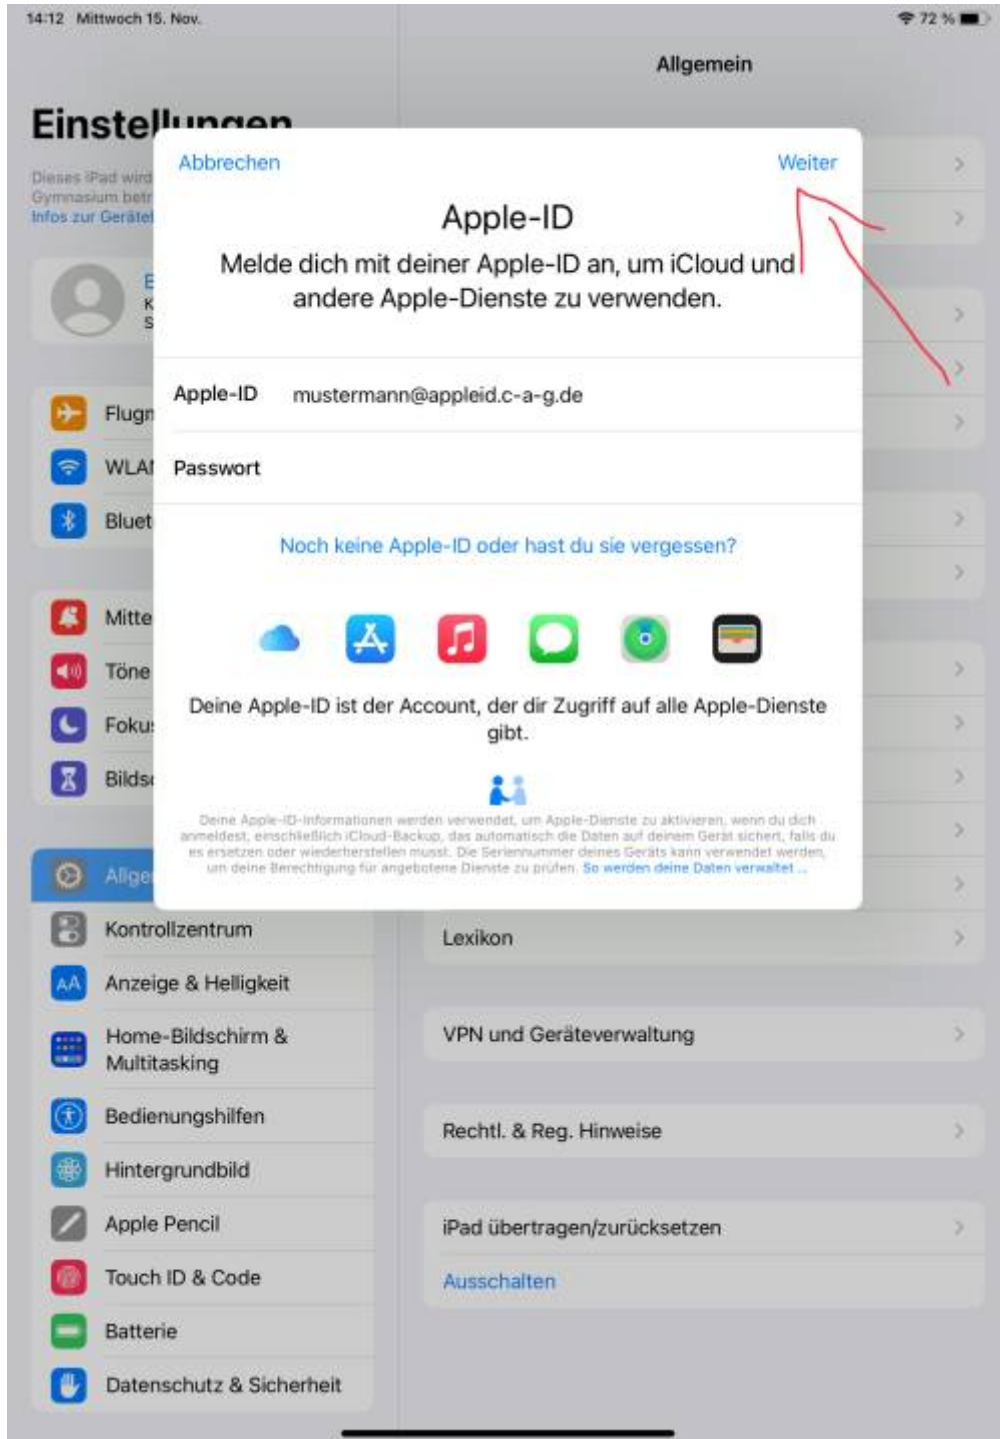 14:12 Mittwoch 15. Nov.
72 %
Allgemein
Einstellungen
Dieses iPad wird
Gymnasium betr
Infos zur Geräte
Abbrechen
Weiter
Apple-ID
Melde dich mit deiner Apple-ID an, um iCloud und
andere Apple-Dienste zu verwenden.
E
K
S
Apple-ID mustermann@appleid.c-a-g.de
Passwort
Noch keine Apple-ID oder hast du sie vergessen?
Deine Apple-ID ist der Account, der dir Zugriff auf alle Apple-Dienste
gibt.
Deine Apple-ID-Informationen werden verwendet, um Apple-Dienste zu aktivieren, wenn du dich
anmeldest, einschließlich iCloud-Backup, das automatisch die Daten auf deinem Gerät sichert, falls du
es ersetzen oder wiederherstellen musst. Die Seriennummer deines Geräts kann verwendet werden,
um deine Berechtigung für angebotene Dienste zu prüfen. So werden deine Daten verwaltet ...
Flugm
WLAN
Bluet
Mitte
Töne
Fokus
Bildsc
Allge
Kontrollzentrum
AA Anzeige & Helligkeit
Home-Bildschirm &
Multitasking
Bedienungshilfen
Hintergrundbild
Apple Pencil
Touch ID & Code
Batterie
Datenschutz & Sicherheit
Lexikon
VPN und Geräteverwaltung
Rechtl. & Reg. Hinweise
iPad übertragen/zurücksetzen
Ausschalten